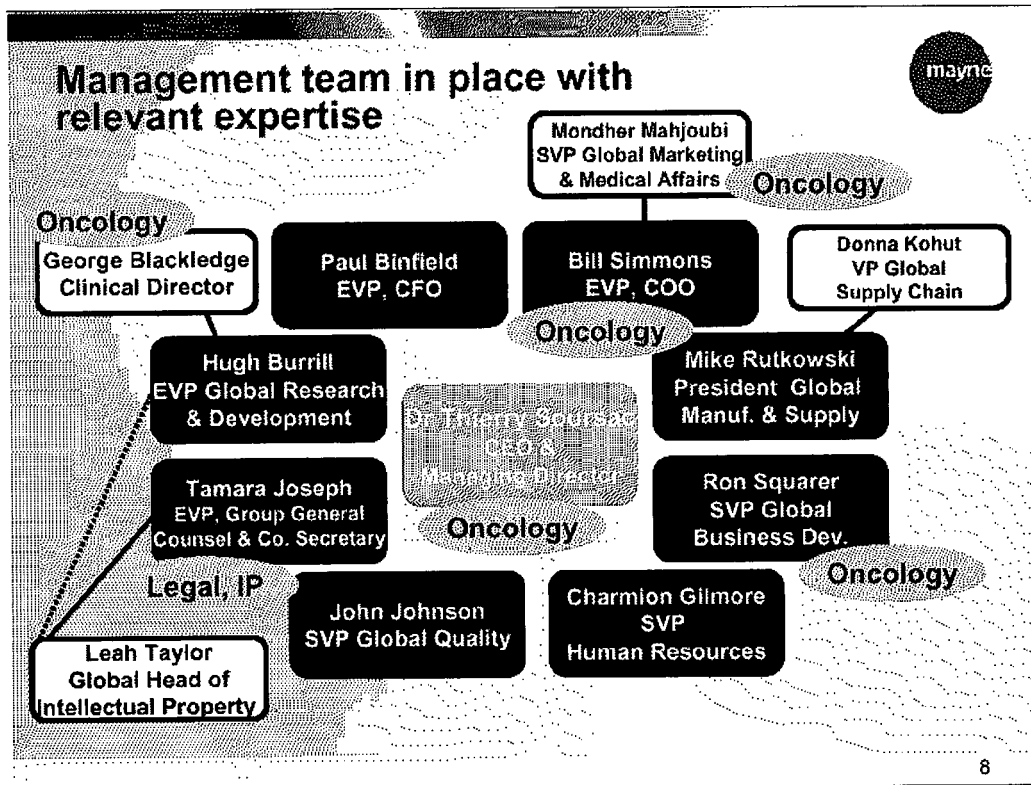 Management team in place with
relevant expertise
mayne
Mondher Mahjoubi
SVP Global Marketing
& Medical Affairs
Oncology
Oncology
George Blackledge
Clinical Director
Paul Binfield
EVP, CFO
Bill Simmons
EVP, COO
Oncology
Donna Kohut
VP Global
Supply Chain
Hugh Burrill
EVP Global Research
& Development
Dr Thierry Soursac
CEO &
Managing Director
Oncology
Mike Rutkowski
President Global
Manuf. & Supply
Tamara Joseph
EVP, Group General
Counsel & Co. Secretary
Legal, IP
Ron Squarer
SVP Global
Business Dev.
Oncology
John Johnson
SVP Global Quality
Charmion Gilmore
SVP
Human Resources
Leah Taylor
Global Head of
Intellectual Property
8